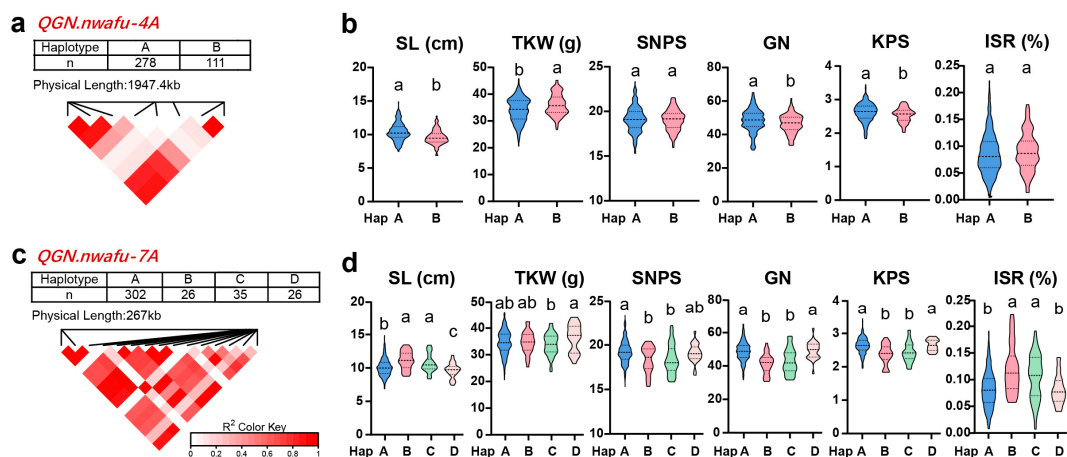 a QGN.nwafu-4A
Haplotype A B
n 278 111
Physical Length:1947.4kb
b
SL (cm) TKW (g) SNPS GN KPS ISR (%)
20 15 10 5 0
a b
Hap A B
50 40 30 20 10 0
b a
Hap A B
25 20 15 10
a a
Hap A B
80 60 40 20 0
a b
Hap A B
4 3 2 1 0
a b
Hap A B
0.25 0.20 0.15 0.10 0.05 0.00
a a
Hap A B
c QGN.nwafu-7A
Haplotype A B C D
n 302 26 35 26
Physical Length:267kb
R² Color Key
0 0.2 0.4 0.6 0.8 1
d
SL (cm) TKW (g) SNPS GN KPS ISR (%)
20 15 10 5 0
b a a c
Hap A B C D
50 40 30 20 10 0
ab ab b a
Hap A B C D
25 20 15 10
a b b ab
Hap A B C D
80 60 40 20 0
a b b a
Hap A B C D
4 3 2 1 0
a b b a
Hap A B C D
0.25 0.20 0.15 0.10 0.05 0.00
b a a b
Hap A B C D